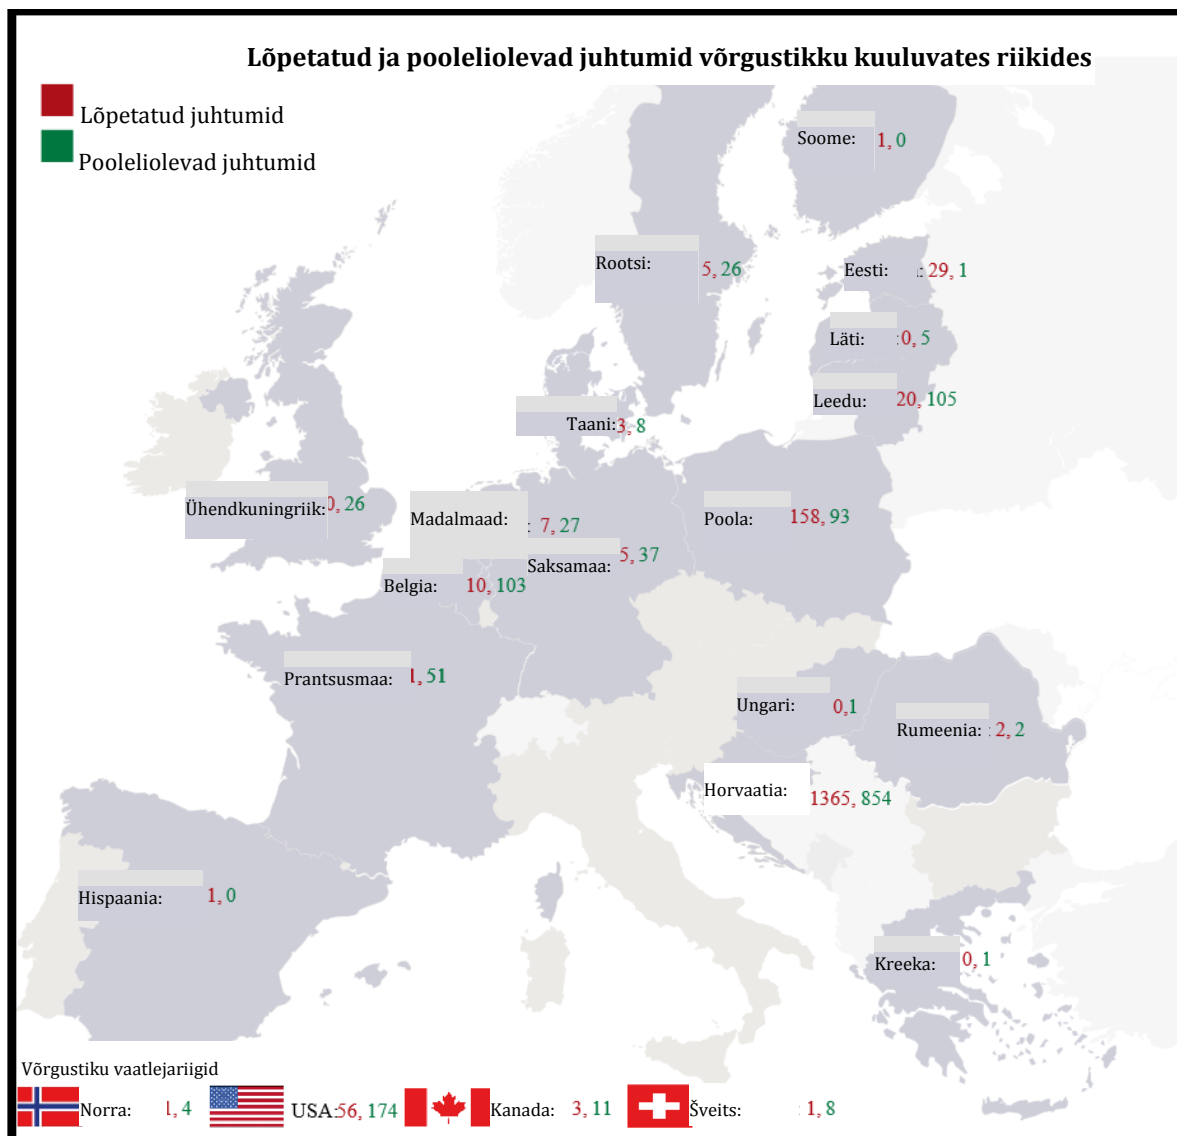 Lõpetatud ja pooleliolevad juhtumid võrgustikku kuuluvates riikides
Lõpetatud juhtumid
Pooleliolevad juhtumid
Soome: 1, 0
Rootsi: 5, 26
Eesti: 29, 1
Läti: 0, 5
Leedu: 20, 105
Taani: 3, 8
Ühendkuningriik: 0, 26
Madalmaad: 7, 27
Poola: 158, 93
Saksamaa: 5, 37
Belgia: 10, 103
Prantsusmaa: 1, 51
Ungari: 0,1
Rumeenia: 2, 2
Horvaatia: 1365, 854
Hispaania: 1, 0
Kreeka: 0, 1
Võrgustiku vaatlejariigid
Norra: 1, 4 USA: 56, 174 Kanada: 3, 11 Šveits: 1, 8